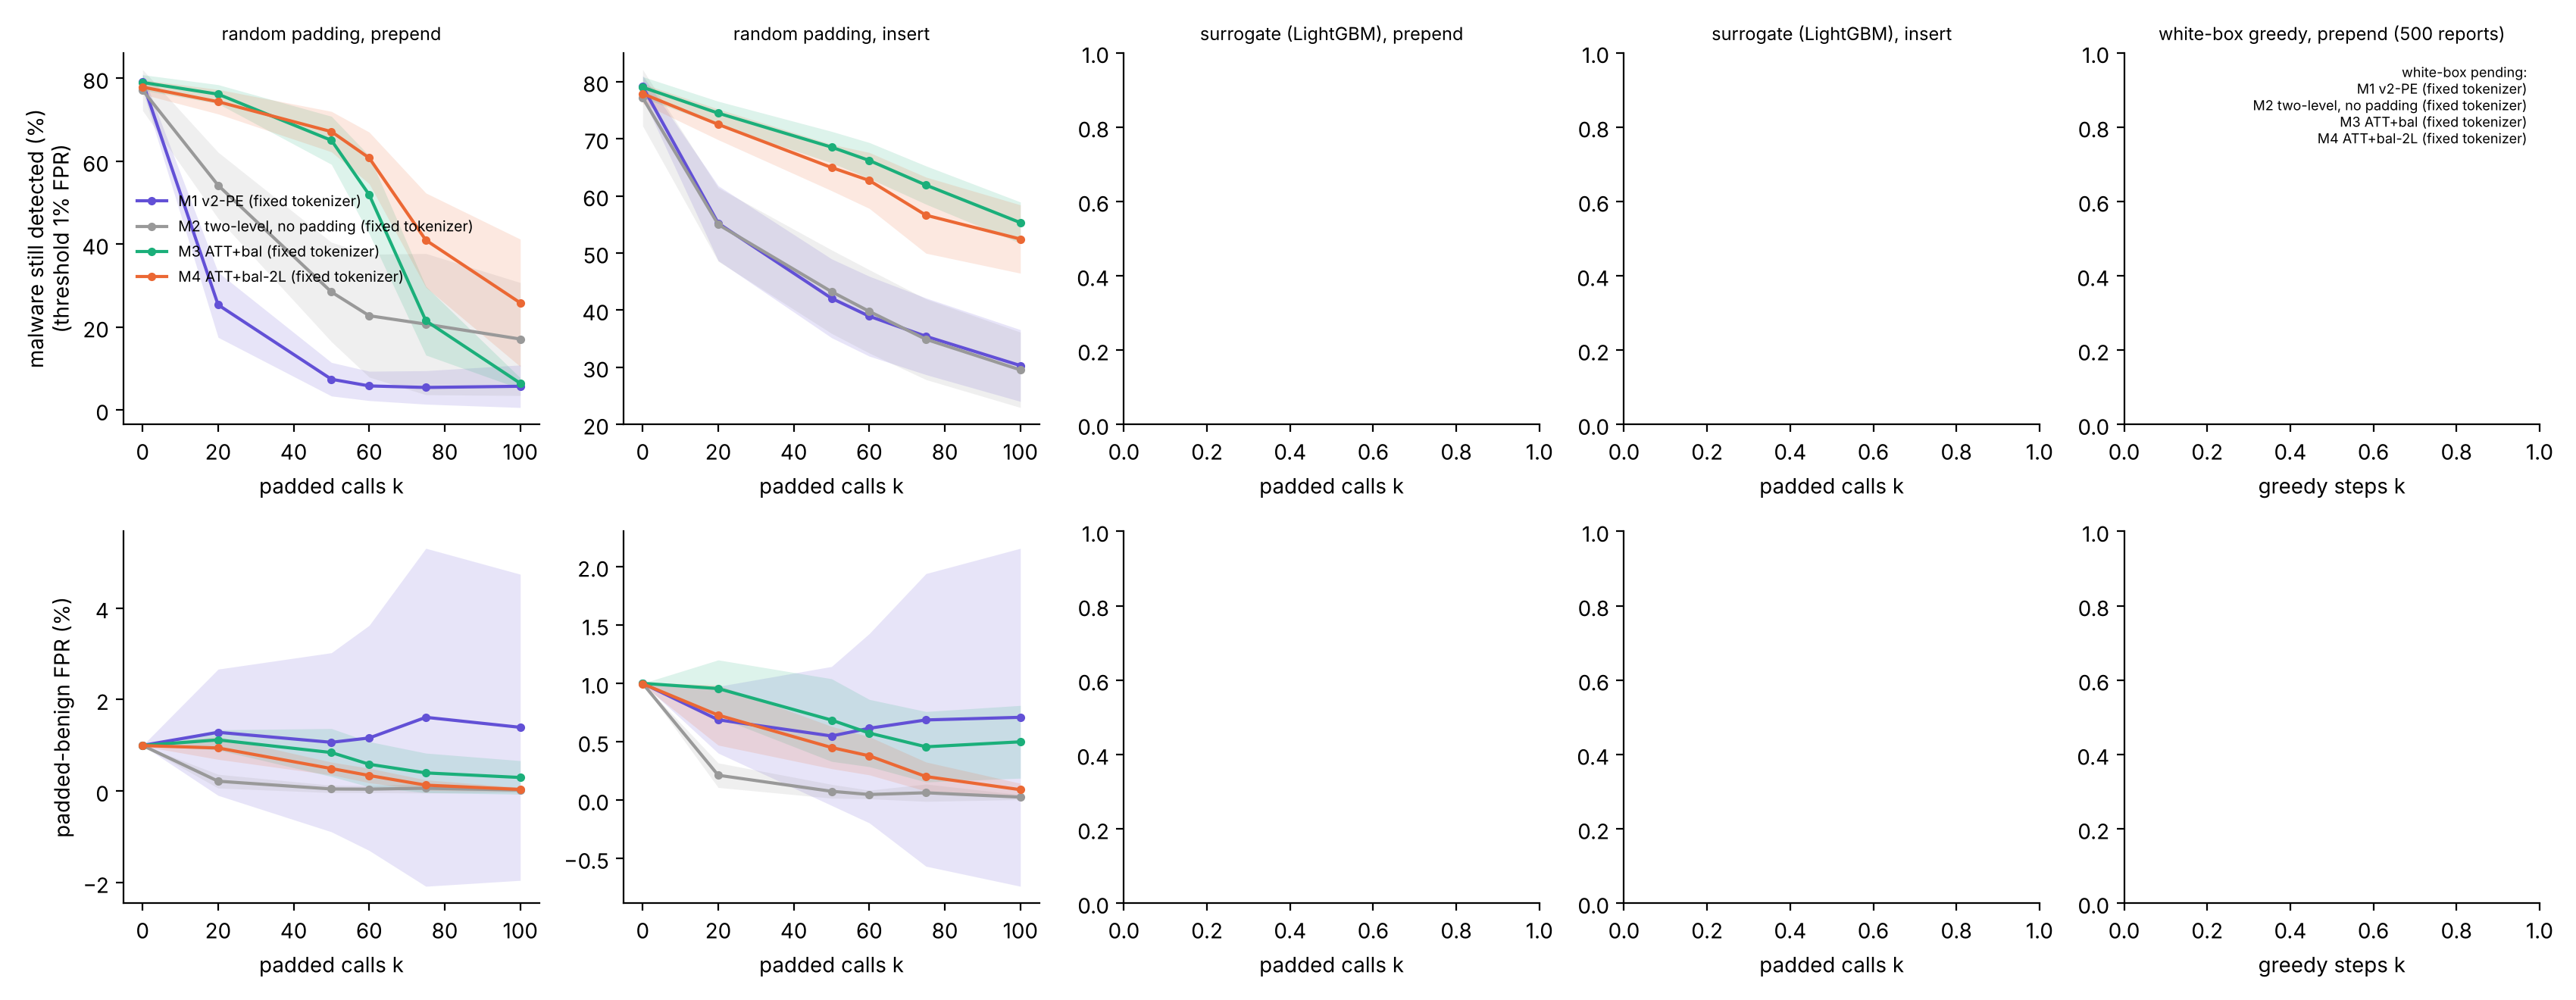 random padding, prepend
malware still detected (%)
(threshold 1% FPR)
80
60
40
20
0
M1 v2-PE (fixed tokenizer)
M2 two-level, no padding (fixed tokenizer)
M3 ATT+bal (fixed tokenizer)
M4 ATT+bal-2L (fixed tokenizer)
0 20 40 60 80 100
padded calls k
random padding, insert
80
70
60
50
40
30
20
0 20 40 60 80 100
padded calls k
surrogate (LightGBM), prepend
1.0
0.8
0.6
0.4
0.2
0.0
0.0 0.2 0.4 0.6 0.8 1.0
padded calls k
surrogate (LightGBM), insert
1.0
0.8
0.6
0.4
0.2
0.0
0.0 0.2 0.4 0.6 0.8 1.0
padded calls k
white-box greedy, prepend (500 reports)
1.0
0.8
0.6
0.4
0.2
0.0
white-box pending:
M1 v2-PE (fixed tokenizer)
M2 two-level, no padding (fixed tokenizer)
M3 ATT+bal (fixed tokenizer)
M4 ATT+bal-2L (fixed tokenizer)
0.0 0.2 0.4 0.6 0.8 1.0
greedy steps k
padded-benign FPR (%)
4
2
0
−2
0 20 40 60 80 100
padded calls k
2.0
1.5
1.0
0.5
0.0
−0.5
0 20 40 60 80 100
padded calls k
1.0
0.8
0.6
0.4
0.2
0.0
0.0 0.2 0.4 0.6 0.8 1.0
padded calls k
1.0
0.8
0.6
0.4
0.2
0.0
0.0 0.2 0.4 0.6 0.8 1.0
padded calls k
1.0
0.8
0.6
0.4
0.2
0.0
0.0 0.2 0.4 0.6 0.8 1.0
greedy steps k